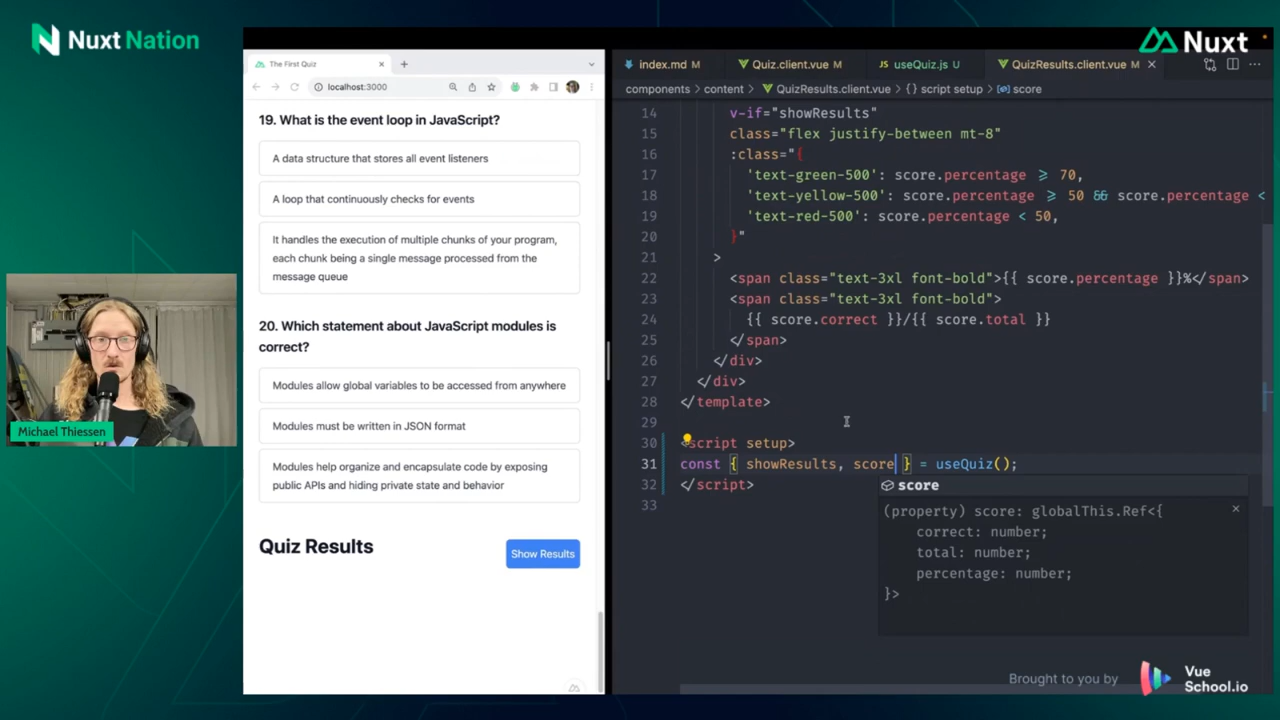 Nuxt Nation
Nuxt
The First Quiz
localhost:3000
19. What is the event loop in JavaScript?
A data structure that stores all event listeners
A loop that continuously checks for events
It handles the execution of multiple chunks of your program,
each chunk being a single message processed from the
message queue
20. Which statement about JavaScript modules is
correct?
Modules allow global variables to be accessed from anywhere
Modules must be written in JSON format
Modules help organize and encapsulate code by exposing
public APIs and hiding private state and behavior
Quiz Results
Show Results
Michael Thiessen
index.md M
Quiz.client.vue M
JS useQuiz.js U
QuizResults.client.vue M
components > content > QuizResults.client.vue > {} script setup > score
14 v-if="showResults"
15 class="flex justify-between mt-8"
16 :class="{
17 'text-green-500': score.percentage ≥ 70,
18 'text-yellow-500': score.percentage ≥ 50 && score.percentage <
19 'text-red-500': score.percentage < 50,
20 }"
21 >
22 <span class="text-3xl font-bold">{{ score.percentage }}%</span>
23 <span class="text-3xl font-bold">
24 {{ score.correct }}/{{ score.total }}
25 </span>
26 </div>
27 </div>
28 </template>
29
30 <script setup>
31 const { showResults, score } = useQuiz();
32 </script>
33
score
(property) score: globalThis.Ref<{
correct: number;
total: number;
percentage: number;
}>
Brought to you by
Vue
School.io